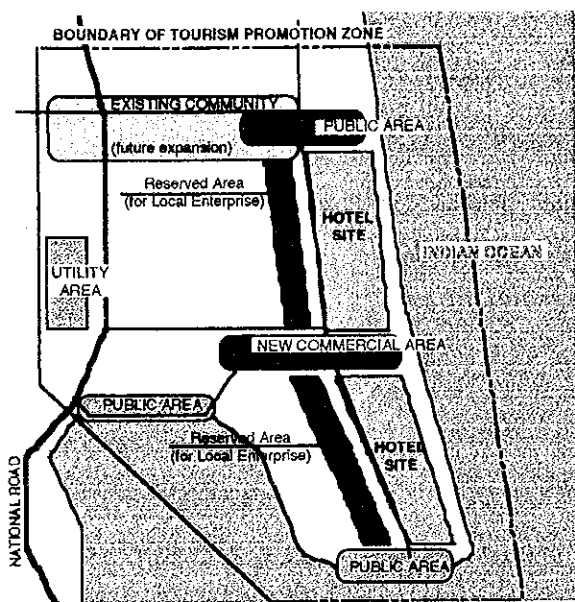 BOUNDARY OF TOURISM PROMOTION ZONE
EXISTING COMMUNITY
PUBLIC AREA
(future expansion)
Reserved Area
(for Local Enterprise)
HOTEL
SITE
INDIAN OCEAN
UTILITY
AREA
NEW COMMERCIAL AREA
PUBLIC AREA
Reserved Area
(for Local Enterprise)
HOTEL
SITE
NATIONAL ROAD
PUBLIC AREA